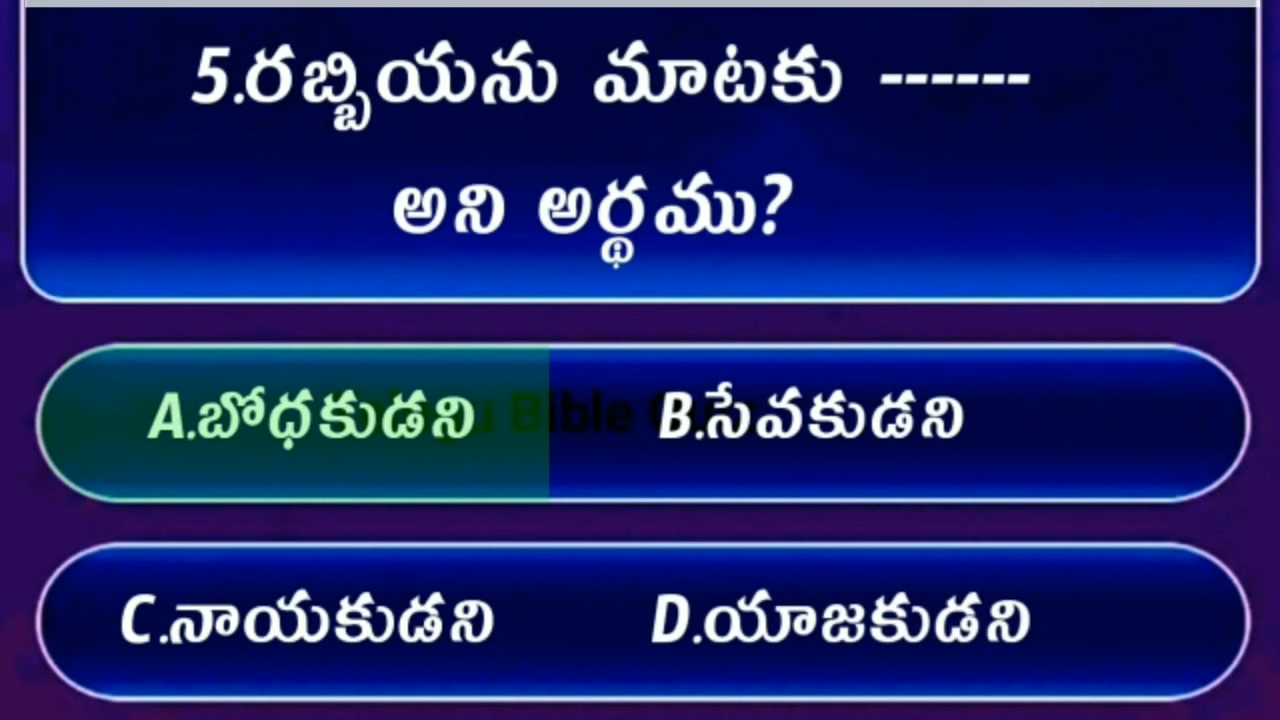 5.రబ్బియను మాటకు ------
అని అర్థము?
A.బోధకుడని B.సేవకుడని
C.నాయకుడని D.యాజకుడని